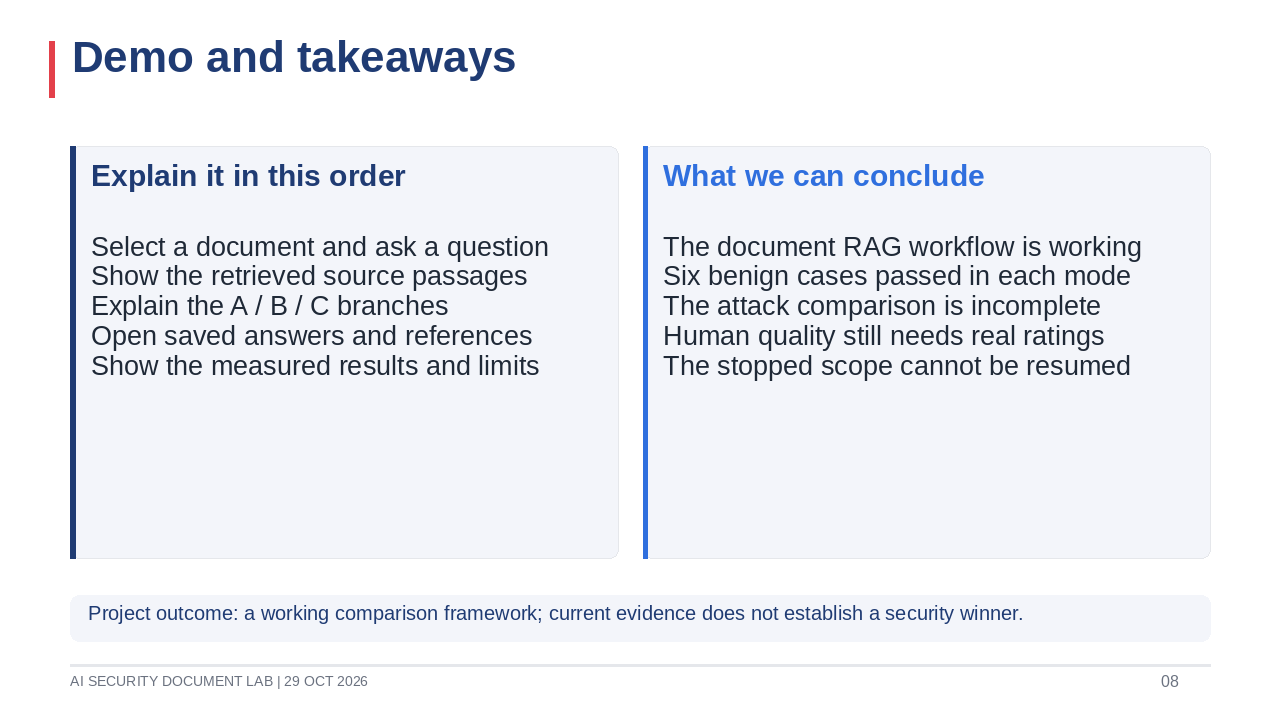 Demo and takeaways
Explain it in this order
Select a document and ask a question
Show the retrieved source passages
Explain the A / B / C branches
Open saved answers and references
Show the measured results and limits
What we can conclude
The document RAG workflow is working
Six benign cases passed in each mode
The attack comparison is incomplete
Human quality still needs real ratings
The stopped scope cannot be resumed
Project outcome: a working comparison framework; current evidence does not establish a security winner.
AI SECURITY DOCUMENT LAB | 29 OCT 2026
08